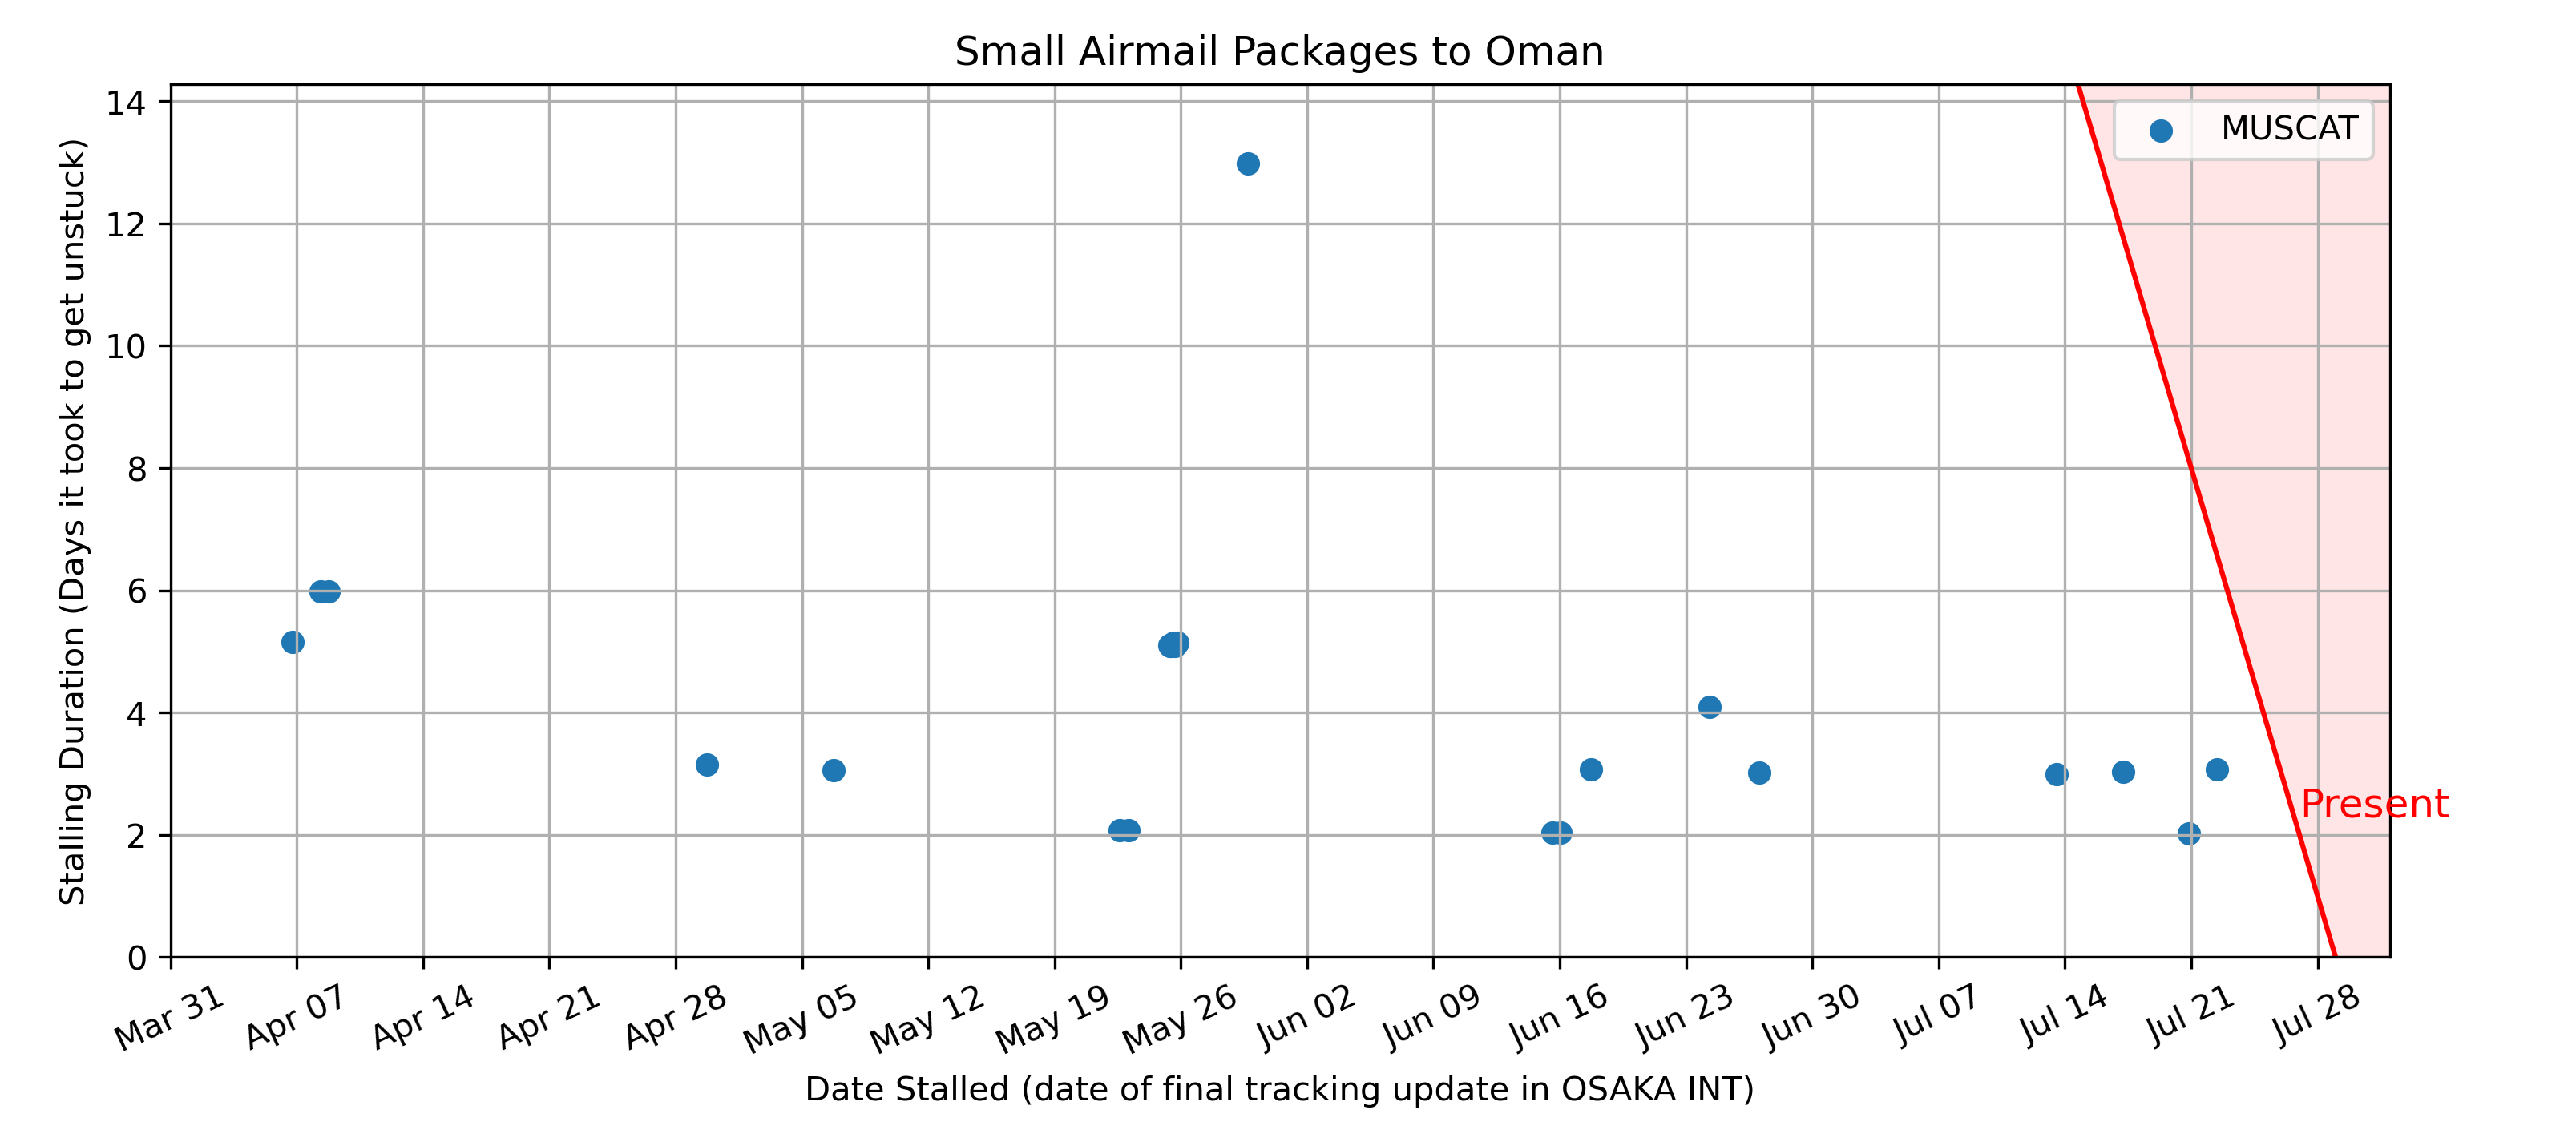 Small Airmail Packages to Oman
MUSCAT
14
12
10
8
6
4
2
0
Stalling Duration (Days it took to get unstuck)
Present
Mar 31
Apr 07
Apr 14
Apr 21
Apr 28
May 05
May 12
May 19
May 26
Jun 02
Jun 09
Jun 16
Jun 23
Jun 30
Jul 07
Jul 14
Jul 21
Jul 28
Date Stalled (date of final tracking update in OSAKA INT)